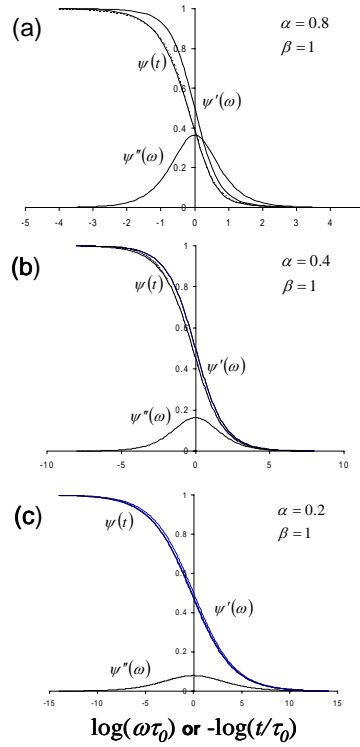 (a)
α = 0.8
β = 1
ψ(t)
ψ'(ω)
ψ"(ω)
1
0.8
0.6
0.4
0.2
0
-5 -4 -3 -2 -1 0 1 2 3 4
(b)
α = 0.4
β = 1
ψ(t)
ψ'(ω)
ψ"(ω)
1
0.8
0.6
0.4
0.2
0
-10 -5 0 5 10
(c)
α = 0.2
β = 1
ψ(t)
ψ'(ω)
ψ"(ω)
1
0.8
0.6
0.4
0.2
0
-15 -10 -5 0 5 10 15
log(ωτ₀) or -log(t/τ₀)